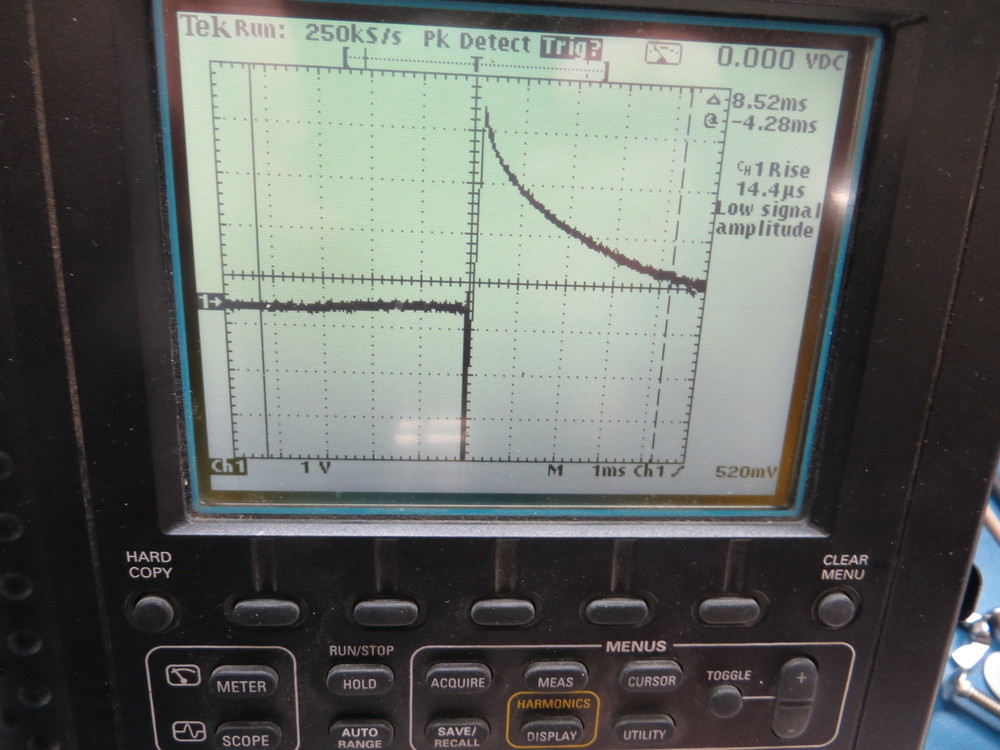 Tek Run: 250kS/s Pk Detect Trig?
0.000 VDC
T
Δ 8.52ms
@ -4.28ms
CH1 Rise
14.4µs
Low signal
amplitude
1→
Ch1 1 V M 1ms Ch1 520mV
HARD
COPY
CLEAR
MENU
RUN/STOP
MENUS
METER
HOLD
ACQUIRE
MEAS
CURSOR
TOGGLE
+
HARMONICS
SCOPE
AUTO
RANGE
SAVE/
RECALL
DISPLAY
UTILITY